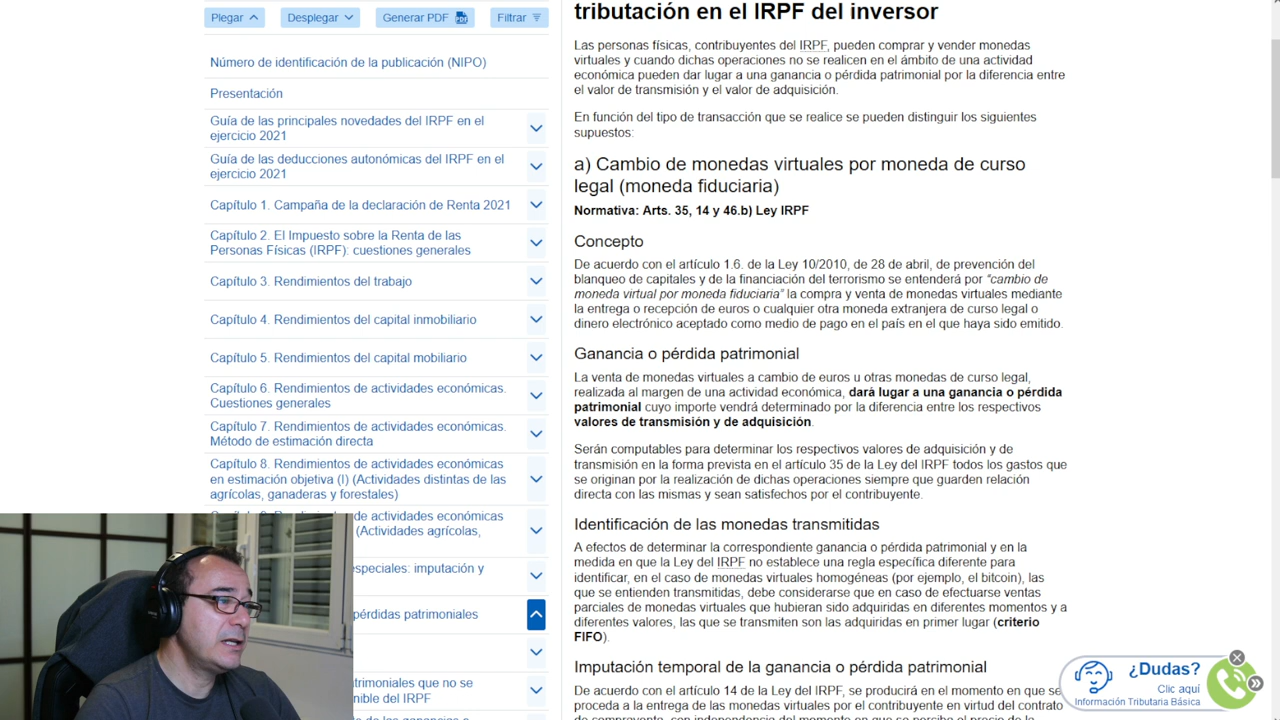 Plegar
Desplegar
Generar PDF
Filtrar
Número de identificación de la publicación (NIPO)
Presentación
Guía de las principales novedades del IRPF en el
ejercicio 2021
Guía de las deducciones autonómicas del IRPF en el
ejercicio 2021
Capítulo 1. Campaña de la declaración de Renta 2021
Capítulo 2. El Impuesto sobre la Renta de las
Personas Físicas (IRPF): cuestiones generales
Capítulo 3. Rendimientos del trabajo
Capítulo 4. Rendimientos del capital inmobiliario
Capítulo 5. Rendimientos del capital mobiliario
Capítulo 6. Rendimientos de actividades económicas.
Cuestiones generales
Capítulo 7. Rendimientos de actividades económicas.
Método de estimación directa
Capítulo 8. Rendimientos de actividades económicas
en estimación objetiva (I) (Actividades distintas de las
agrícolas, ganaderas y forestales)
de actividades económicas
(Actividades agrícolas,
especiales: imputación y
pérdidas patrimoniales
atrimoniales que no se
nible del IRPF
tributación en el IRPF del inversor
Las personas físicas, contribuyentes del IRPF, pueden comprar y vender monedas
virtuales y cuando dichas operaciones no se realicen en el ámbito de una actividad
económica pueden dar lugar a una ganancia o pérdida patrimonial por la diferencia entre
el valor de transmisión y el valor de adquisición.
En función del tipo de transacción que se realice se pueden distinguir los siguientes
supuestos:
a) Cambio de monedas virtuales por moneda de curso
legal (moneda fiduciaria)
Normativa: Arts. 35, 14 y 46.b) Ley IRPF
Concepto
De acuerdo con el artículo 1.6. de la Ley 10/2010, de 28 de abril, de prevención del
blanqueo de capitales y de la financiación del terrorismo se entenderá por “cambio de
moneda virtual por moneda fiduciaria” la compra y venta de monedas virtuales mediante
la entrega o recepción de euros o cualquier otra moneda extranjera de curso legal o
dinero electrónico aceptado como medio de pago en el país en el que haya sido emitido.
Ganancia o pérdida patrimonial
La venta de monedas virtuales a cambio de euros u otras monedas de curso legal,
realizada al margen de una actividad económica, dará lugar a una ganancia o pérdida
patrimonial cuyo importe vendrá determinado por la diferencia entre los respectivos
valores de transmisión y de adquisición.
Serán computables para determinar los respectivos valores de adquisición y de
transmisión en la forma prevista en el artículo 35 de la Ley del IRPF todos los gastos que
se originan por la realización de dichas operaciones siempre que guarden relación
directa con las mismas y sean satisfechos por el contribuyente.
Identificación de las monedas transmitidas
A efectos de determinar la correspondiente ganancia o pérdida patrimonial y en la
medida en que la Ley del IRPF no establece una regla específica diferente para
identificar, en el caso de monedas virtuales homogéneas (por ejemplo, el bitcoin), las
que se entienden transmitidas, debe considerarse que en caso de efectuarse ventas
parciales de monedas virtuales que hubieran sido adquiridas en diferentes momentos y a
diferentes valores, las que se transmiten son las adquiridas en primer lugar (criterio
FIFO).
Imputación temporal de la ganancia o pérdida patrimonial
De acuerdo con el artículo 14 de la Ley del IRPF, se producirá en el momento en que se
proceda a la entrega de las monedas virtuales por el contribuyente en virtud del contrato
¿Dudas?
Clic aquí
Información Tributaria Básica